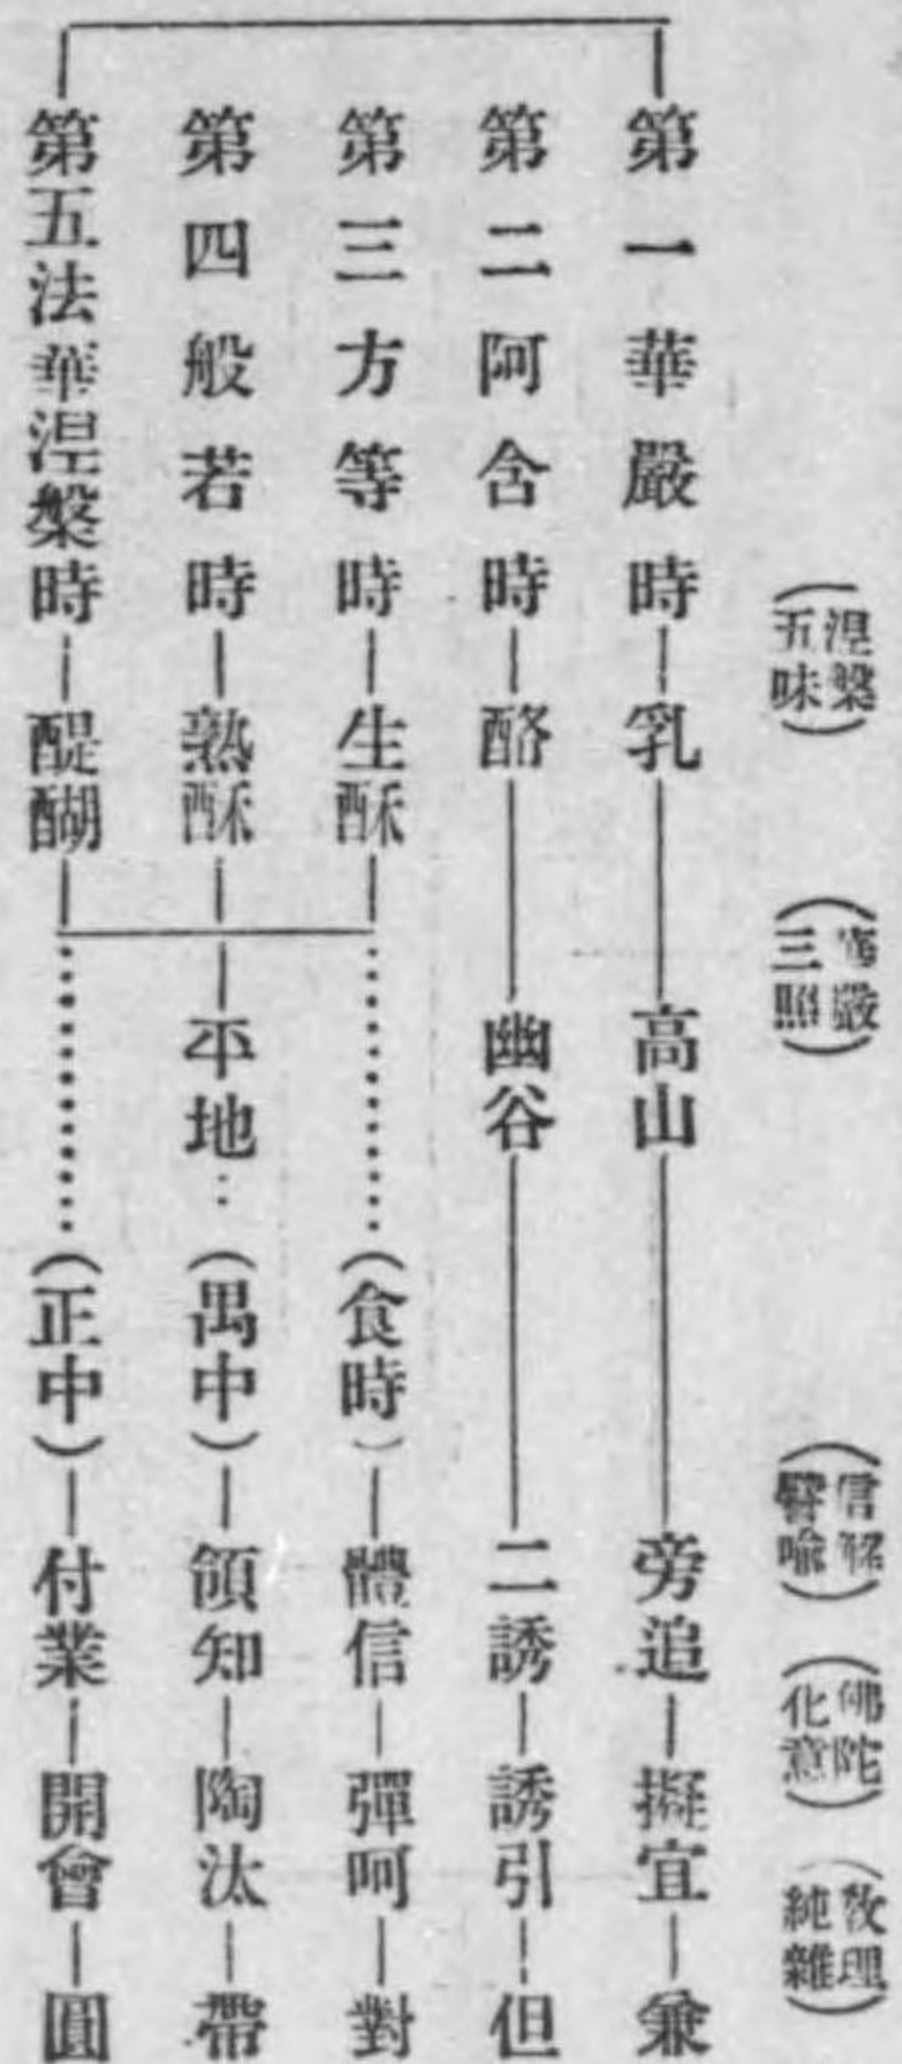 （涅槃五味）（華嚴三照）（信解譬喩）（佛陀化意）（敎理純雜）
第一華嚴時—乳—高山—旁追—擬宜—兼
第二阿含時—酪—幽谷—二誘—誘引—但
第三方等時—生酥……（食時）—體信—彈呵—對
第四般若時—熟酥—平地…（禺中）—領知—陶汰—帶
第五法華涅槃時—醍醐……（正中）—付業—開會—圓